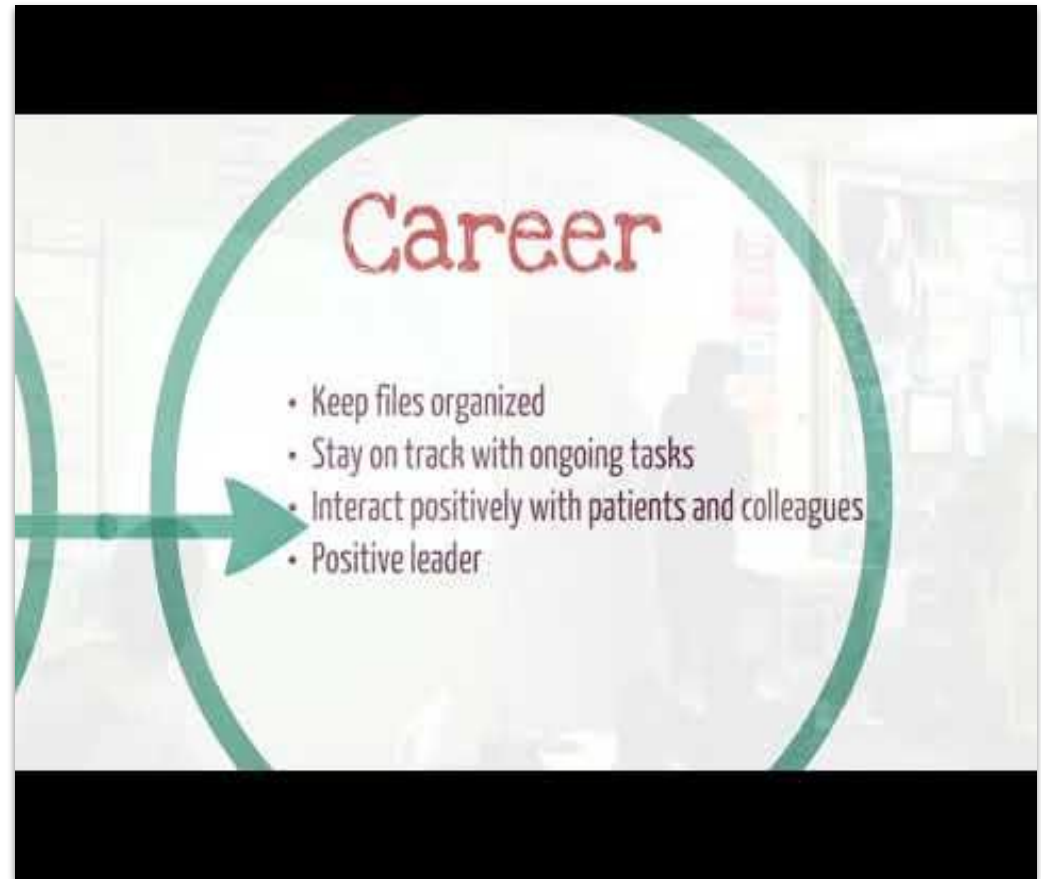 Career
• Keep files organized
• Stay on track with ongoing tasks
• Interact positively with patients and colleagues
• Positive leader